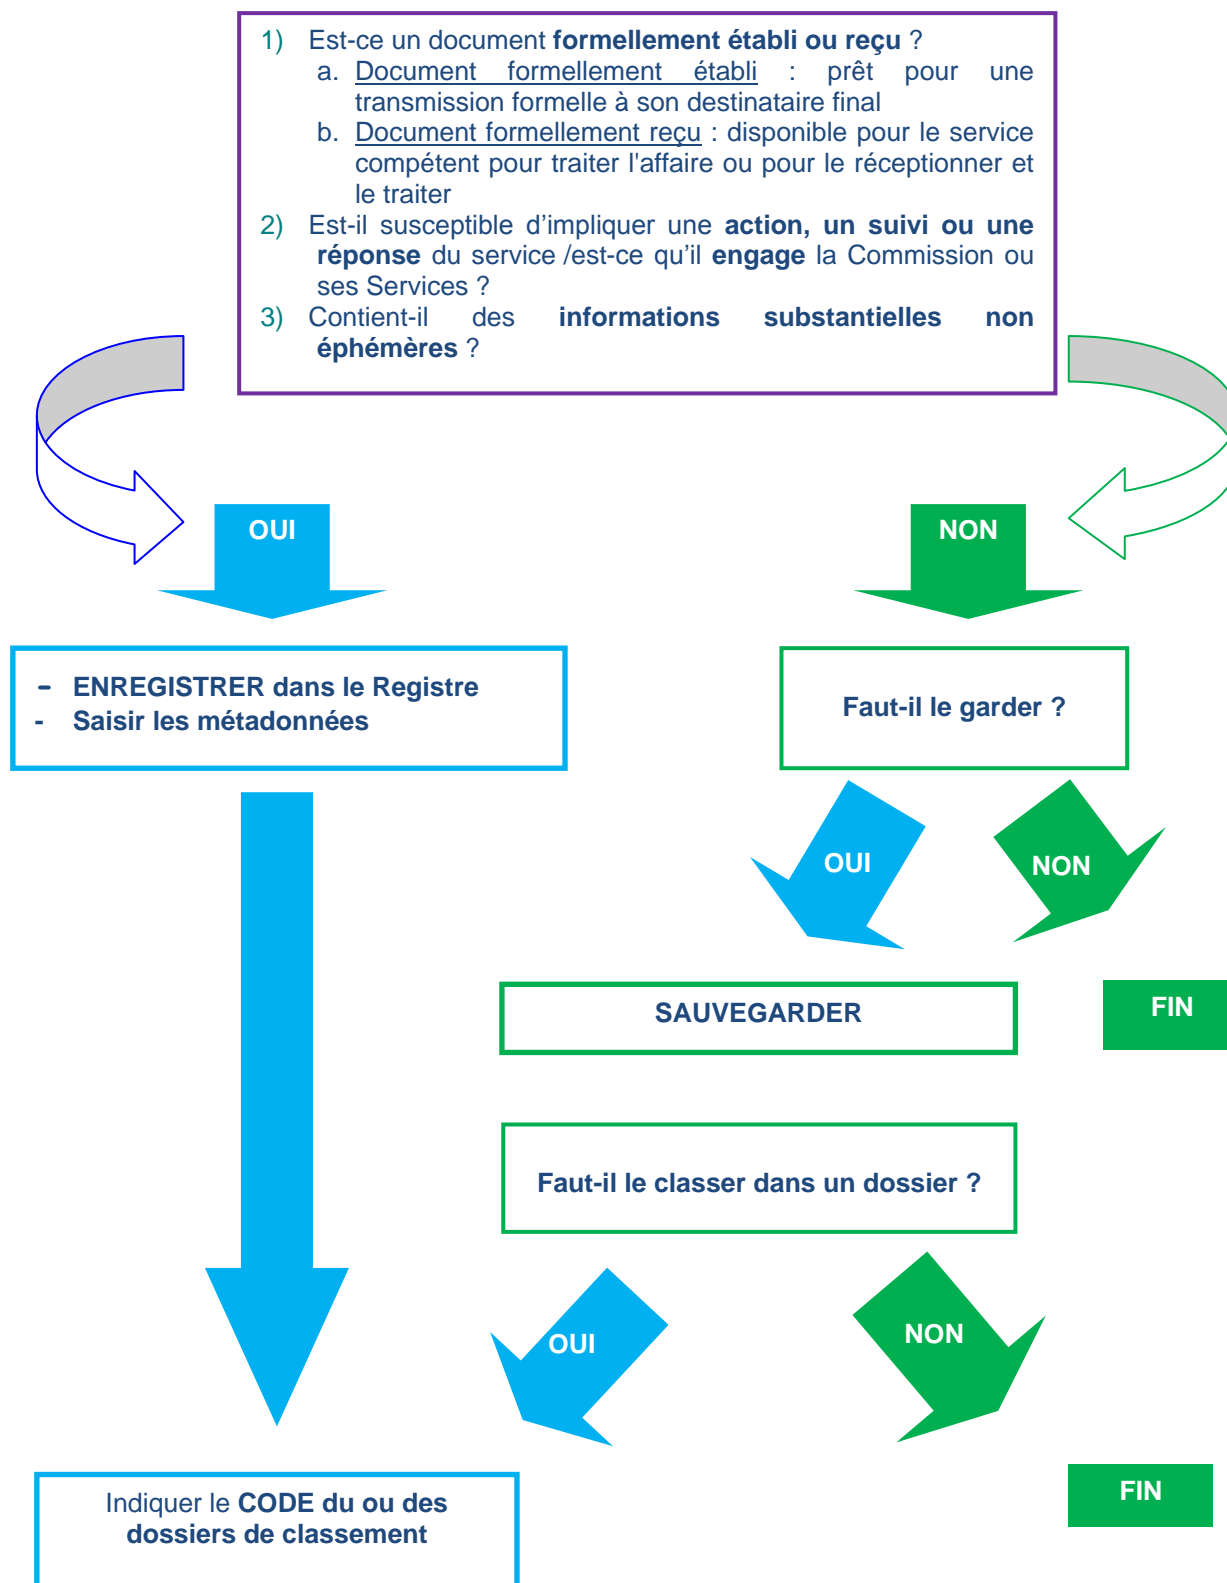 1) Est-ce un document formellement établi ou reçu ?
a. Document formellement établi : prêt pour une
transmission formelle à son destinataire final
b. Document formellement reçu : disponible pour le service
compétent pour traiter l'affaire ou pour le réceptionner et
le traiter
2) Est-il susceptible d’impliquer une action, un suivi ou une
réponse du service /est-ce qu’il engage la Commission ou
ses Services ?
3) Contient-il des informations substantielles non
éphémères ?
OUI
NON
- ENREGISTRER dans le Registre
- Saisir les métadonnées
Faut-il le garder ?
OUI
NON
SAUVEGARDER
FIN
Faut-il le classer dans un dossier ?
OUI
NON
Indiquer le CODE du ou des
dossiers de classement
FIN